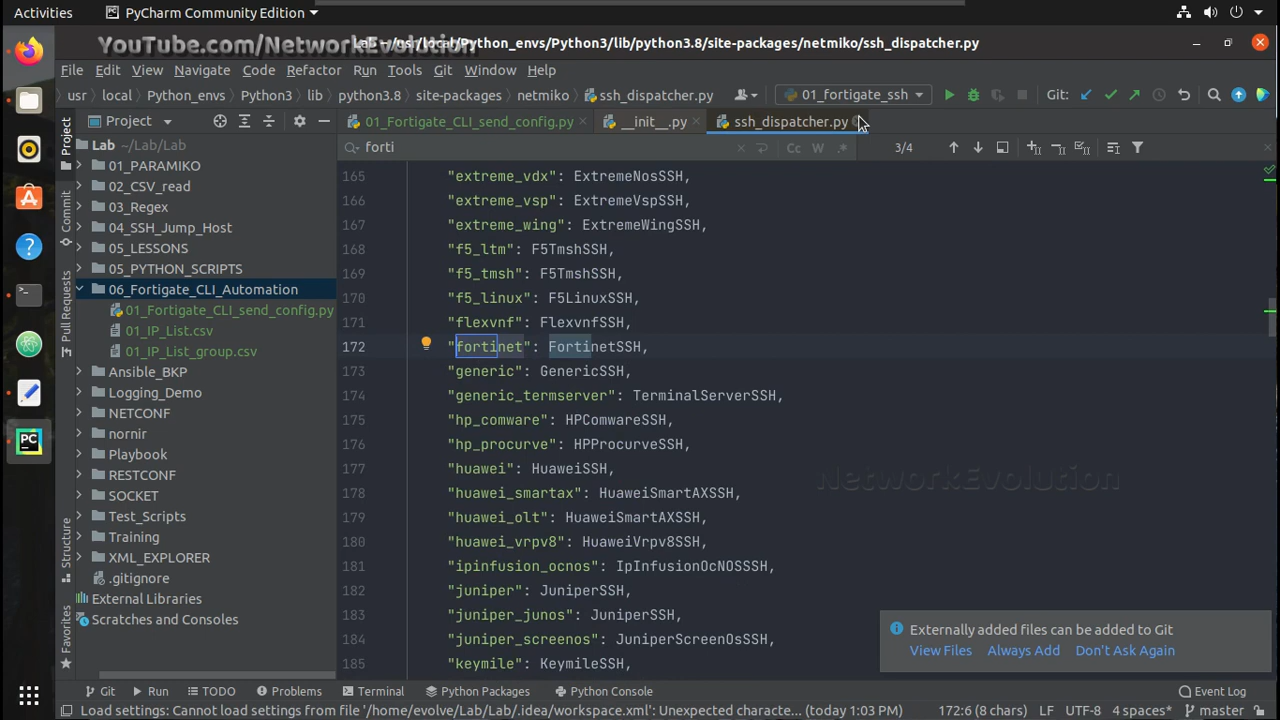 Activities
PyCharm Community Edition
YouTube.com/NetworkEvolution
Lab – /usr/local/Python_envs/Python3/lib/python3.8/site-packages/netmiko/ssh_dispatcher.py
File Edit View Navigate Code Refactor Run Tools Git Window Help
usr local Python_envs Python3 lib python3.8 site-packages netmiko ssh_dispatcher.py
01_fortigate_ssh
Git:
Project
01_Fortigate_CLI_send_config.py
__init__.py
ssh_dispatcher.py
forti
Cc W .*
3/4
Project
Commit
Pull Requests
Structure
Favorites
Lab ~/Lab/Lab
01_PARAMIKO
02_CSV_read
03_Regex
04_SSH_Jump_Host
05_LESSONS
05_PYTHON_SCRIPTS
06_Fortigate_CLI_Automation
01_Fortigate_CLI_send_config.py
01_IP_List.csv
01_IP_List_group.csv
Ansible_BKP
Logging_Demo
NETCONF
nornir
Playbook
RESTCONF
SOCKET
Test_Scripts
Training
XML_EXPLORER
.gitignore
External Libraries
Scratches and Consoles
165 "extreme_vdx": ExtremeNosSSH,
166 "extreme_vsp": ExtremeVspSSH,
167 "extreme_wing": ExtremeWingSSH,
168 "f5_ltm": F5TmshSSH,
169 "f5_tmsh": F5TmshSSH,
170 "f5_linux": F5LinuxSSH,
171 "flexvnf": FlexvnfSSH,
172 "fortinet": FortinetSSH,
173 "generic": GenericSSH,
174 "generic_termserver": TerminalServerSSH,
175 "hp_comware": HPComwareSSH,
176 "hp_procurve": HPProcurveSSH,
177 "huawei": HuaweiSSH,
178 "huawei_smartax": HuaweiSmartAXSSH,
179 "huawei_olt": HuaweiSmartAXSSH,
180 "huawei_vrpv8": HuaweiVrpv8SSH,
181 "ipinfusion_ocnos": IpInfusionOcNOSSSH,
182 "juniper": JuniperSSH,
183 "juniper_junos": JuniperSSH,
184 "juniper_screenos": JuniperScreenOsSSH,
185 "keymile": KeymileSSH,
NetworkEvolution
Externally added files can be added to Git
View Files Always Add Don't Ask Again
Git Run TODO Problems Terminal Python Packages Python Console Event Log
Load settings: Cannot load settings from file '/home/evolve/Lab/Lab/.idea/workspace.xml': Unexpected character... (today 1:03 PM) 172:6 (8 chars) LF UTF-8 4 spaces* master
PC